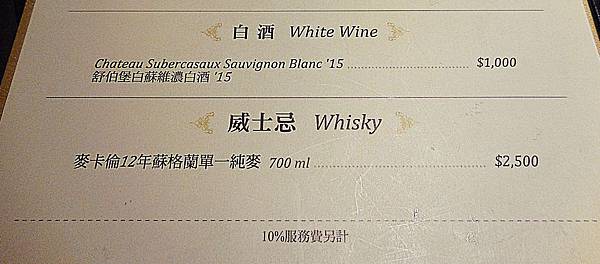 白酒 White Wine
Chateau Subercasaux Sauvignon Blanc '15 $1,000
舒伯堡白蘇維濃白酒 '15
威士忌 Whisky
麥卡倫12年蘇格蘭單一純麥 700 ml $2,500
10%服務費另計